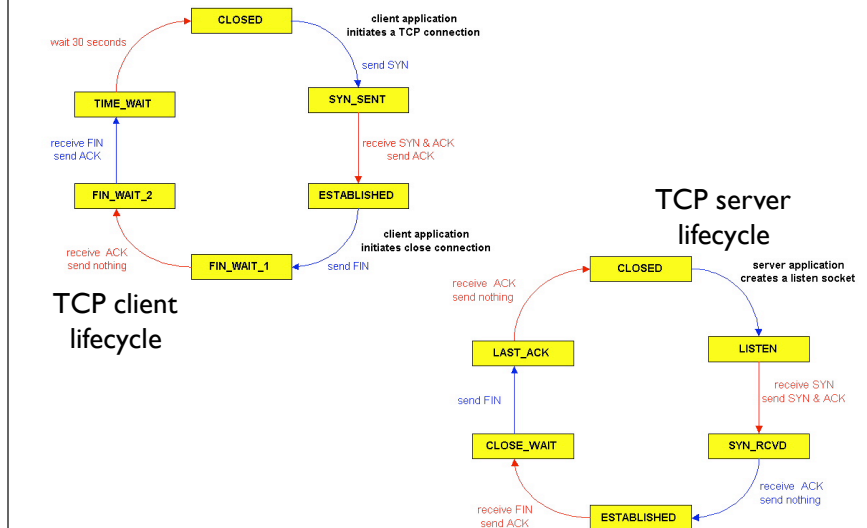 CLOSED
client application
initiates a TCP connection
wait 30 seconds
send SYN
TIME_WAIT
SYN_SENT
receive FIN
send ACK
receive SYN & ACK
send ACK
FIN_WAIT_2
ESTABLISHED
client application
initiates close connection
receive ACK
send nothing
FIN_WAIT_1
send FIN
TCP client
lifecycle
TCP server
lifecycle
CLOSED
server application
creates a listen socket
receive ACK
send nothing
LAST_ACK
LISTEN
send FIN
receive SYN
send SYN & ACK
CLOSE_WAIT
SYN_RCVD
receive ACK
send nothing
receive FIN
send ACK
ESTABLISHED